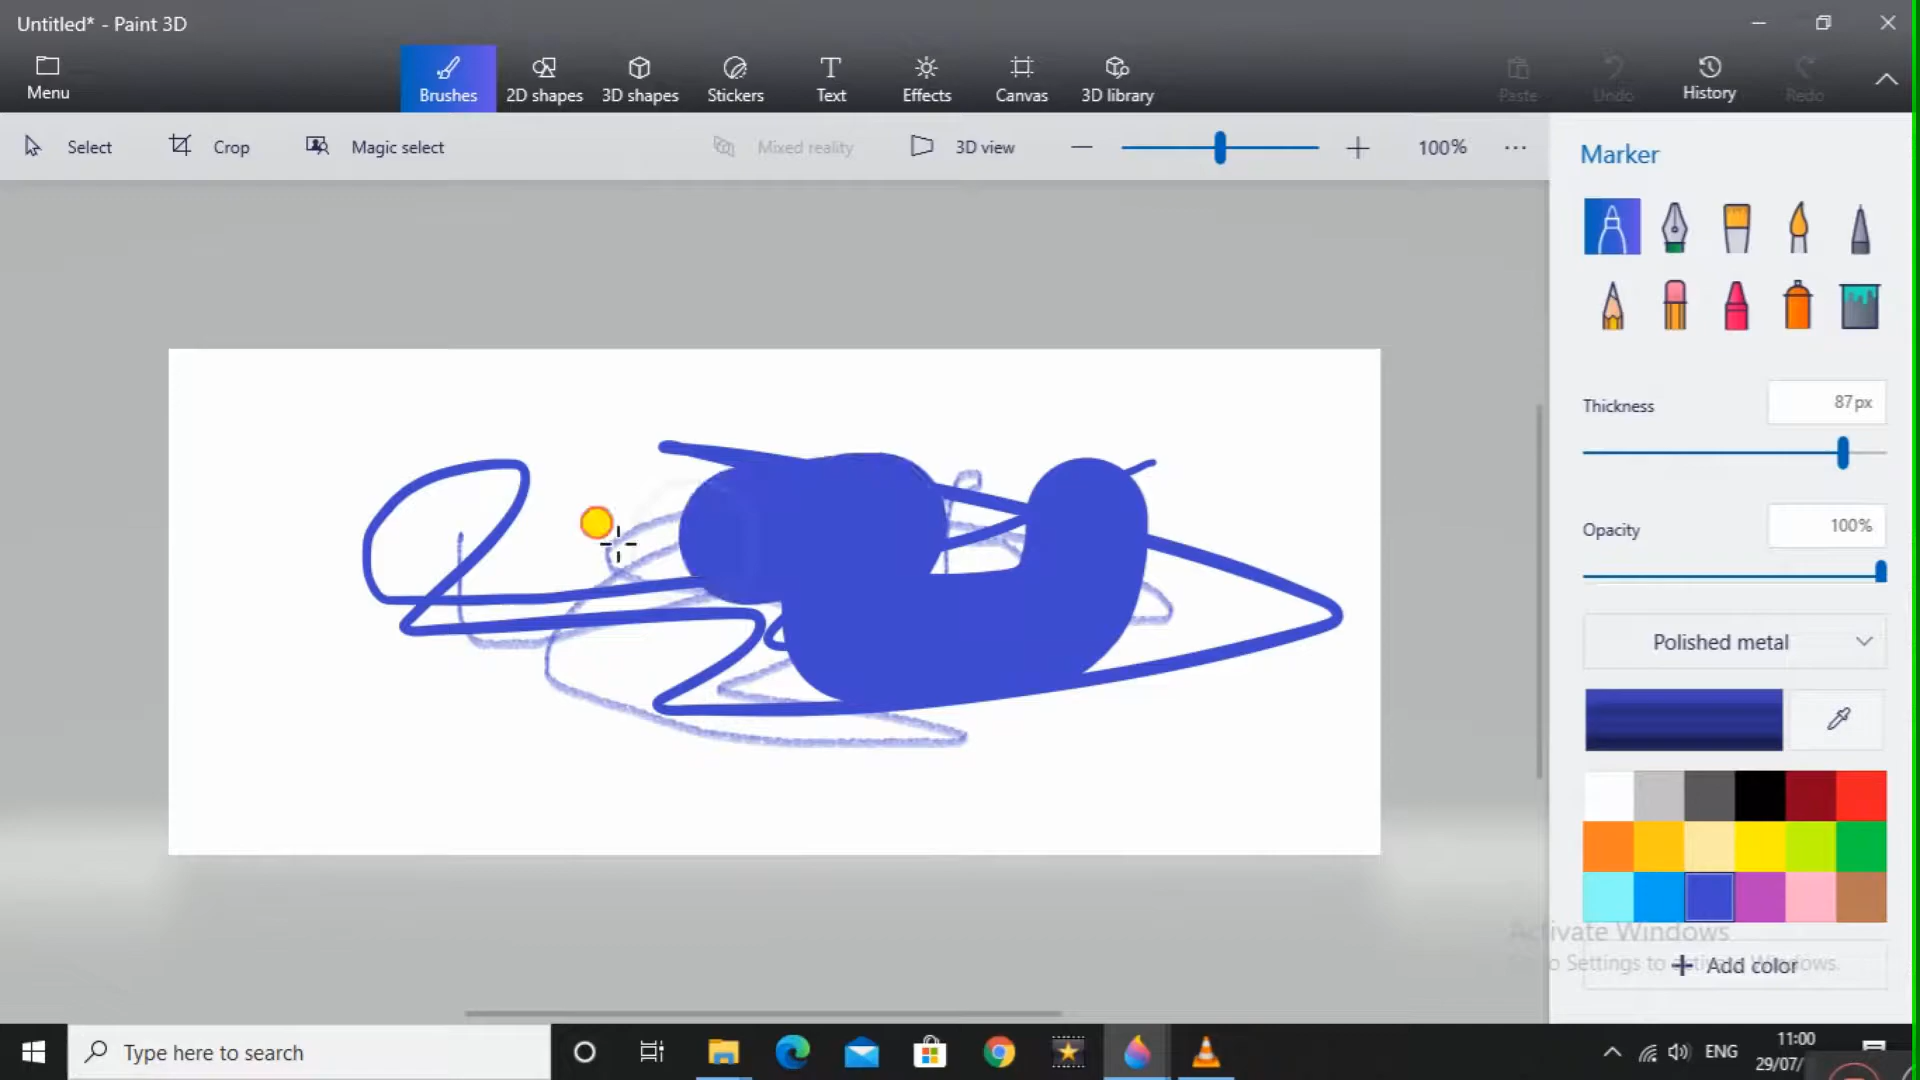 Untitled* - Paint 3D
Menu
Brushes
2D shapes
3D shapes
Stickers
Text
Effects
Canvas
3D library
Paste
Undo
History
Redo
Select
Crop
Magic select
Mixed reality
3D view
100%
Marker
Thickness
87px
Opacity
100%
Polished metal
Activate Windows
Add color
Type here to search
ENG
11:00
29/07/